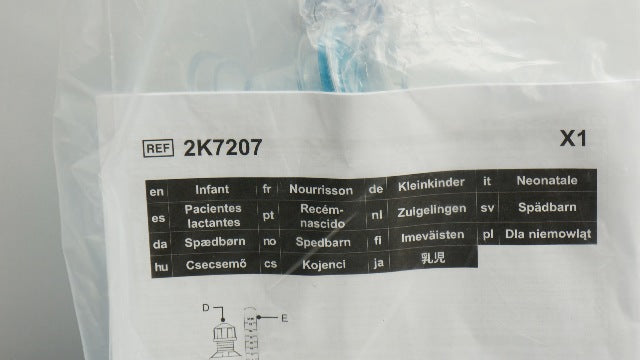 REF 2K7207 X1
en Infant fr Nourrisson de Kleinkinder it Neonatale
es Pacientes lactantes pt Recém-nascido nl Zuigelingen sv Spädbarn
da Spædbørn no Spedbarn fi Imeväisten pl Dla niemowląt
hu Csecsemő cs Kojenci ja 乳児
D E